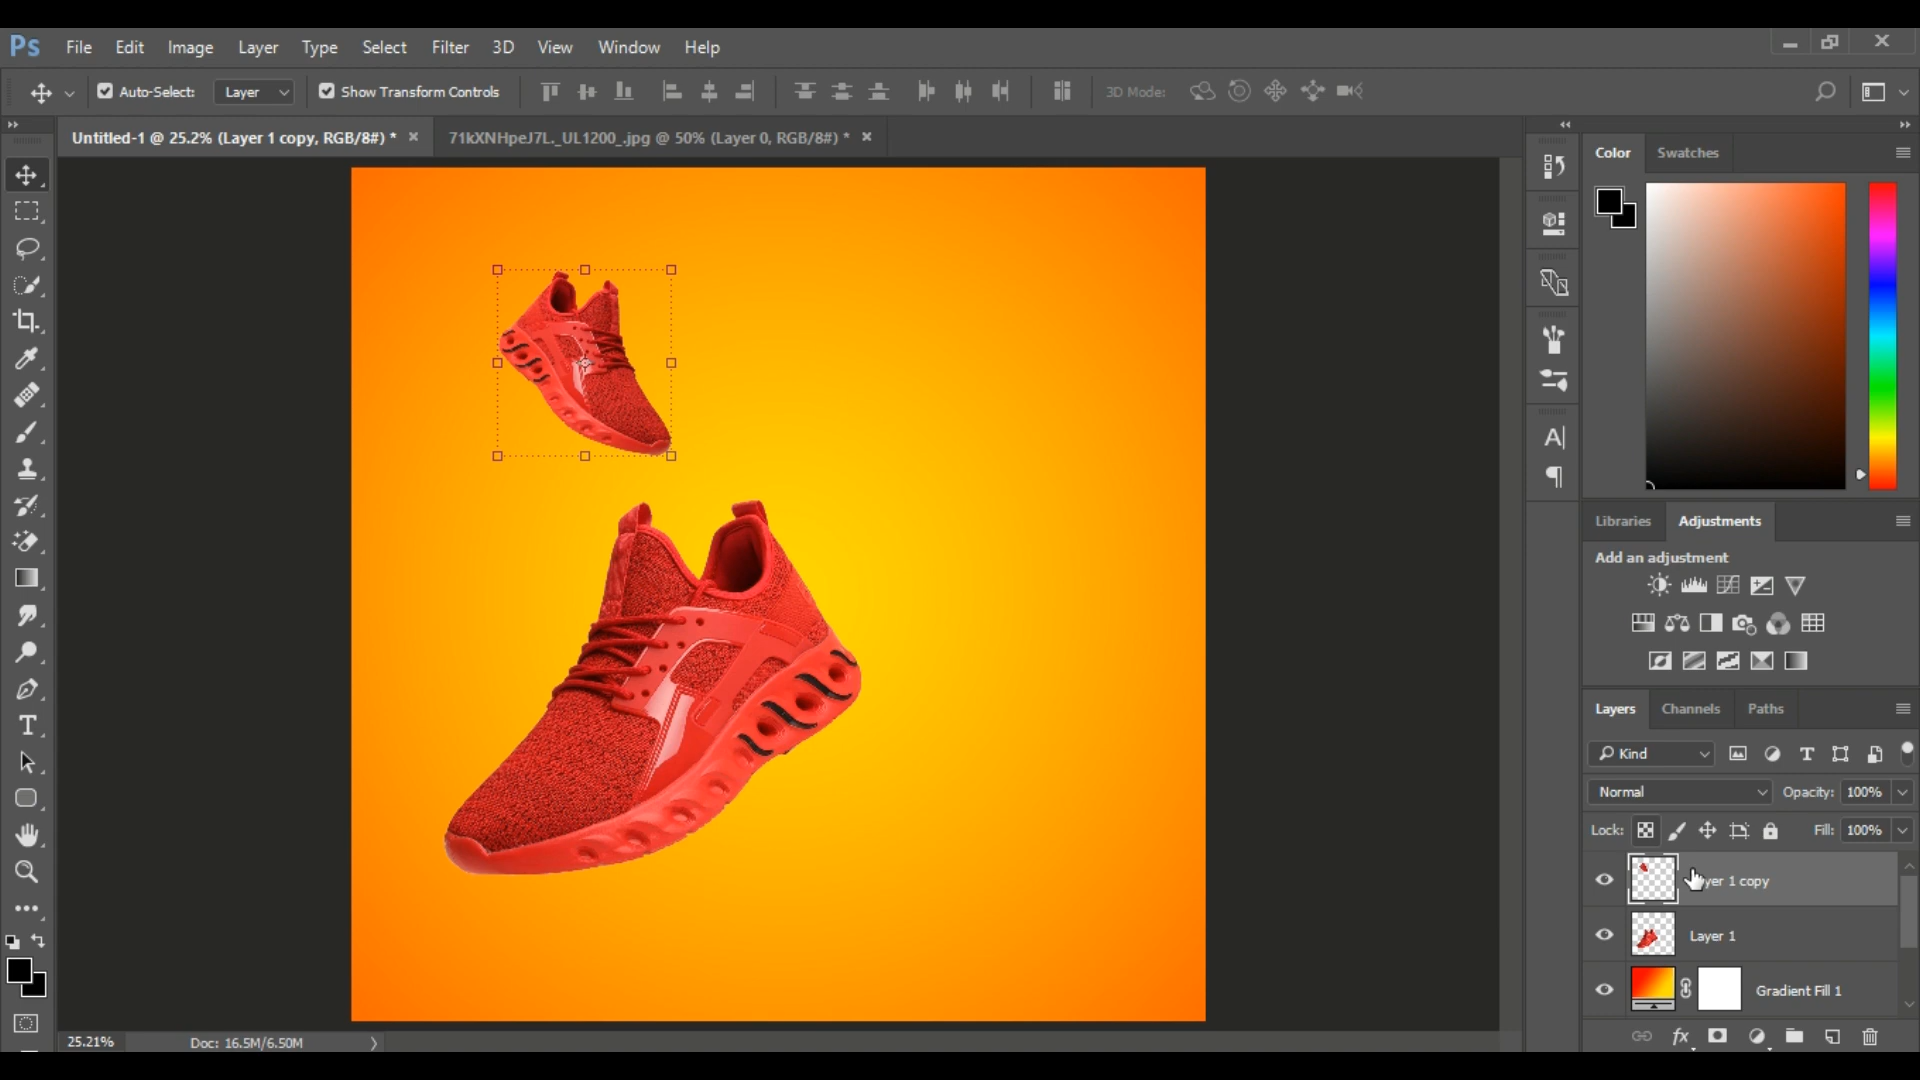 Ps File Edit Image Layer Type Select Filter 3D View Window Help
Auto-Select: Layer Show Transform Controls 3D Mode:
Untitled-1 @ 25.2% (Layer 1 copy, RGB/8#) * × 71kXNHpeJ7L._UL1200_.jpg @ 50% (Layer 0, RGB/8#) * ×
Color Swatches
Libraries Adjustments
Add an adjustment
Layers Channels Paths
Kind
Normal Opacity: 100%
Lock: Fill: 100%
yer 1 copy
Layer 1
Gradient Fill 1
fx
25.21% Doc: 16.5M/6.50M